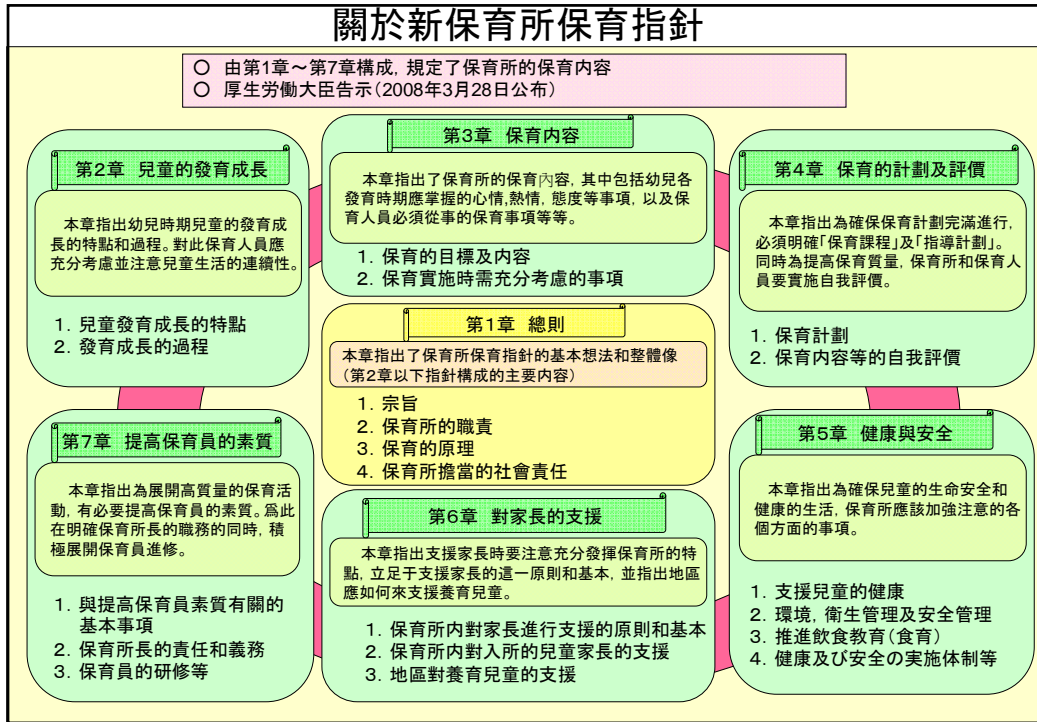 關於新保育所保育指針
○ 由第1章～第7章構成, 規定了保育所的保育内容
○ 厚生労働大臣告示(2008年3月28日公布)
第2章 兒童的發育成長
本章指出幼兒時期兒童的發育成
長的特點和過程。對此保育人員應
充分考慮並注意兒童生活的連續性。
1. 兒童發育成長的特點
2. 發育成長的過程
第3章 保育内容
本章指出了保育所的保育內容, 其中包括幼兒各
發育時期應掌握的心情,熱情, 態度等事項, 以及保
育人員必須從事的保育事項等等。
1. 保育的目標及内容
2. 保育實施時需充分考慮的事項
第4章 保育的計劃及評價
本章指出為確保保育計劃完滿進行,
必須明確「保育課程」及「指導計劃」。
同時為提高保育質量, 保育所和保育人
員要實施自我評價。
1. 保育計劃
2. 保育内容等的自我評價
第1章 總則
本章指出了保育所保育指針的基本想法和整體像
(第2章以下指針構成的主要内容)
1. 宗旨
2. 保育所的職責
3. 保育的原理
4. 保育所擔當的社會責任
第7章 提高保育員的素質
本章指出為展開高質量的保育活
動, 有必要提高保育員的素質。爲此
在明確保育所長的職務的同時, 積
極展開保育員進修。
1. 與提高保育員素質有關的
基本事項
2. 保育所長的責任和義務
3. 保育員的研修等
第6章 對家長的支援
本章指出支援家長時要注意充分發揮保育所的特
點, 立足于支援家長的這一原則和基本, 並指出地區
應如何來支援養育兒童。
1. 保育所内對家長進行支援的原則和基本
2. 保育所内對入所的兒童家長的支援
3. 地區對養育兒童的支援
第5章 健康與安全
本章指出為確保兒童的生命安全和
健康的生活, 保育所應該加強注意的各
個方面的事項。
1. 支援兒童的健康
2. 環境, 衛生管理及安全管理
3. 推進飲食教育(食育)
4. 健康及び安全の実施体制等